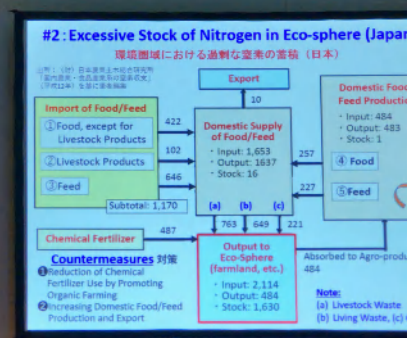 #2：Excessive Stock of Nitrogen in Eco-sphere (Japan
環境圏域における過剰な窒素の蓄積（日本）
Export
10
Import of Food/Feed
①Food, except for
Livestock Products
②Livestock Products
③Feed
Subtotal: 1,170
422
102
646
Domestic Supply
of Food/Feed
・Input: 1,653
・Output: 1637
・Stock: 16
(a) (b) (c)
257
227
Domestic Food
Feed Productio
・Input: 484
・Output: 483
・Stock: 1
④ Food
⑤Feed
763 649 221
Chemical Fertilizer
487
Output to
Eco-Sphere
(farmland, etc.)
・Input: 2,114
・Output: 484
・Stock: 1,630
Absorbed to Agro-produ
484
Countermeasures 対策
❶Reduction of Chemical
Fertilizer Use by Promoting
Organic Farming
❷Increasing Domestic Food/Feed
Production and Export
Note:
(a) Livestock Waste
(b) Living Waste, (c)